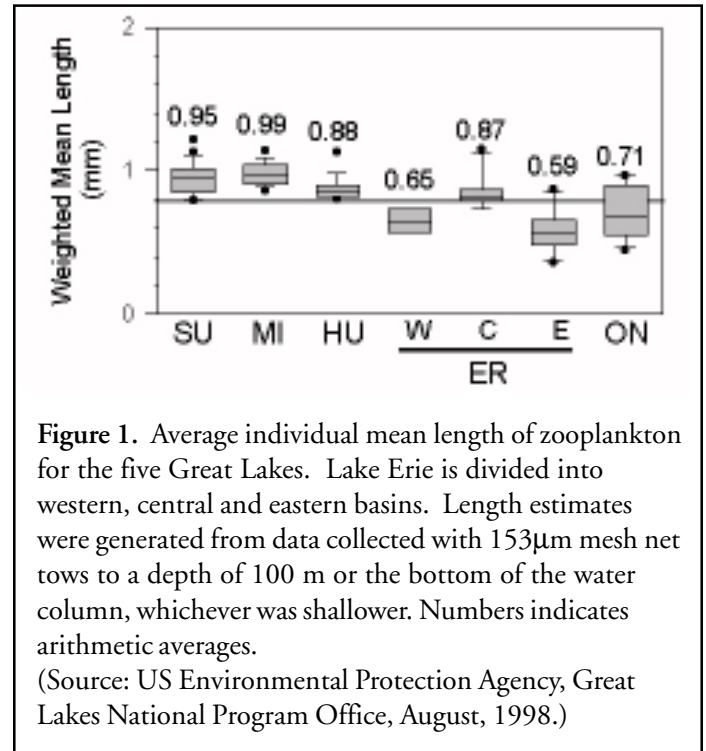 2
Weighted Mean Length
(mm)
0.95
0.99
0.88
0.65
0.87
0.59
0.71
1
0
SU MI HU W C E ON
ER
Figure 1. Average individual mean length of zooplankton
for the five Great Lakes. Lake Erie is divided into
western, central and eastern basins. Length estimates
were generated from data collected with 153µm mesh net
tows to a depth of 100 m or the bottom of the water
column, whichever was shallower. Numbers indicates
arithmetic averages.
(Source: US Environmental Protection Agency, Great
Lakes National Program Office, August, 1998.)